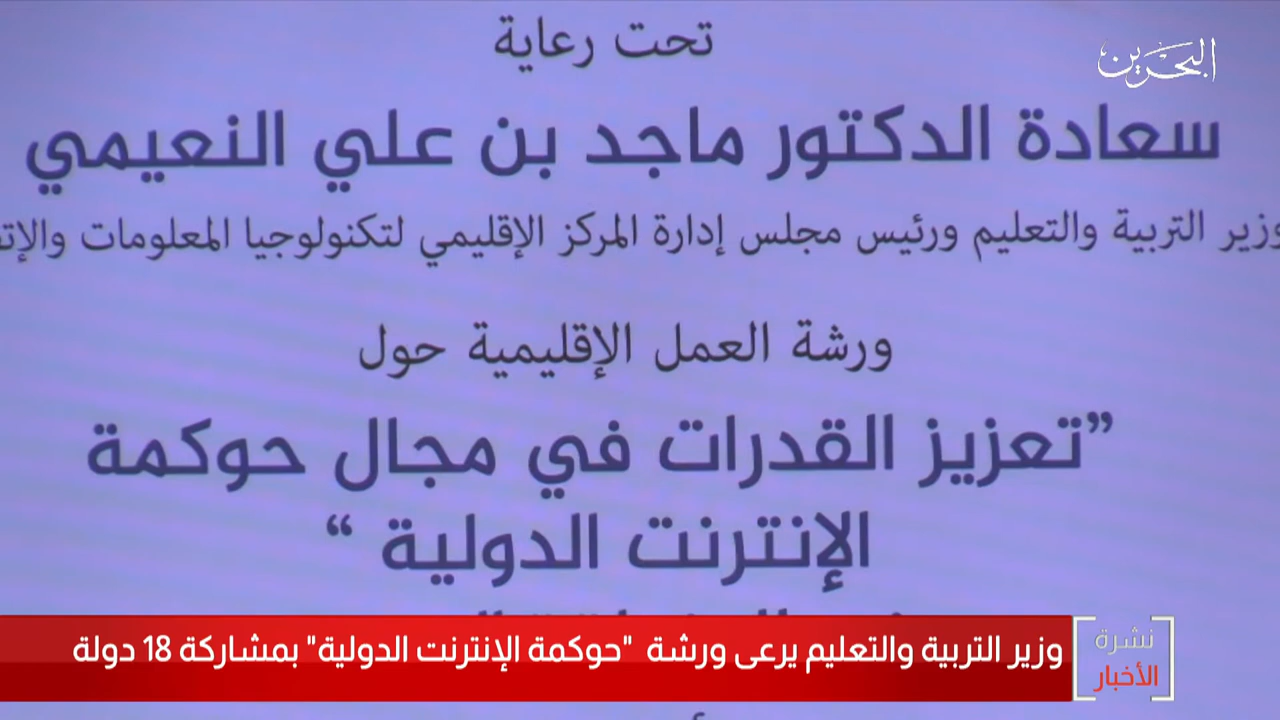 البحرين
تحت رعاية
سعادة الدكتور ماجد بن علي النعيمي
وزير التربية والتعليم ورئيس مجلس إدارة المركز الإقليمي لتكنولوجيا المعلومات
ورشة العمل الإقليمية حول
”تعزيز القدرات في مجال حوكمة
الإنترنت الدولية “
نشرة
الأخبار
وزير التربية والتعليم يرعى ورشة "حوكمة الإنترنت الدولية" بمشاركة 18 دولة